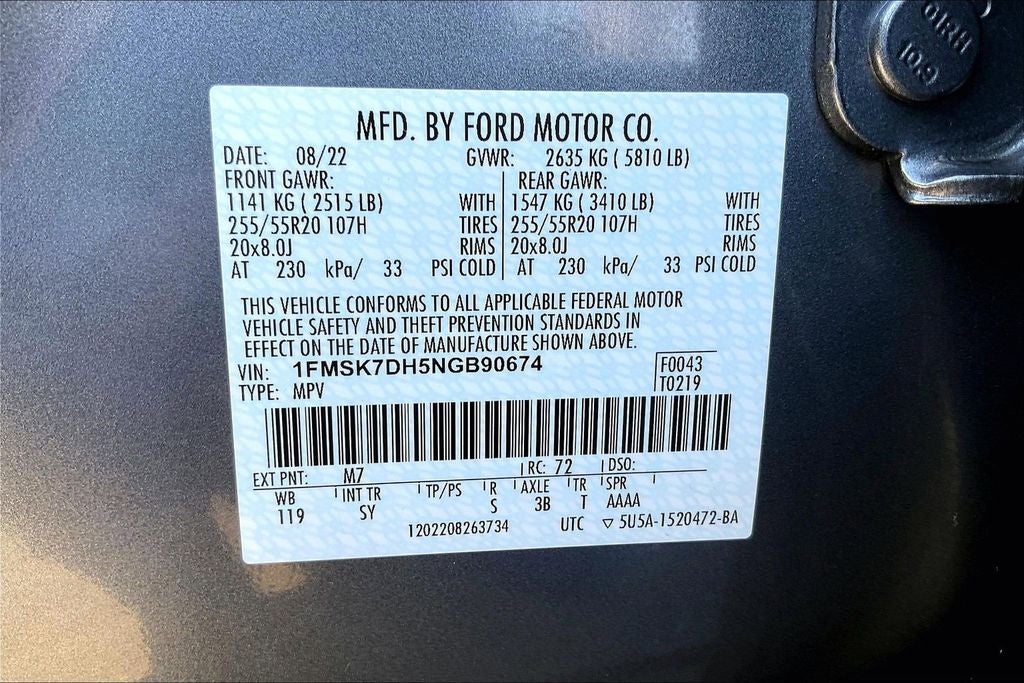 QIRH
10.9
MFD. BY FORD MOTOR CO.
DATE: 08/22 GVWR: 2635 KG ( 5810 LB)
FRONT GAWR: REAR GAWR:
1141 KG ( 2515 LB) WITH 1547 KG ( 3410 LB) WITH
255/55R20 107H TIRES 255/55R20 107H TIRES
20x8.0J RIMS 20x8.0J RIMS
AT 230 kPa/ 33 PSI COLD AT 230 kPa/ 33 PSI COLD
THIS VEHICLE CONFORMS TO ALL APPLICABLE FEDERAL MOTOR
VEHICLE SAFETY AND THEFT PREVENTION STANDARDS IN
EFFECT ON THE DATE OF MANUFACTURE SHOWN ABOVE.
VIN: 1FMSK7DH5NGB90674 F0043
TYPE: MPV T0219
EXT PNT: M7 RC: 72 DSO:
WB INT TR TP/PS R AXLE TR SPR
119 SY S 3B T AAAA
1202208263734 UTC ▽ 5U5A-1520472-BA